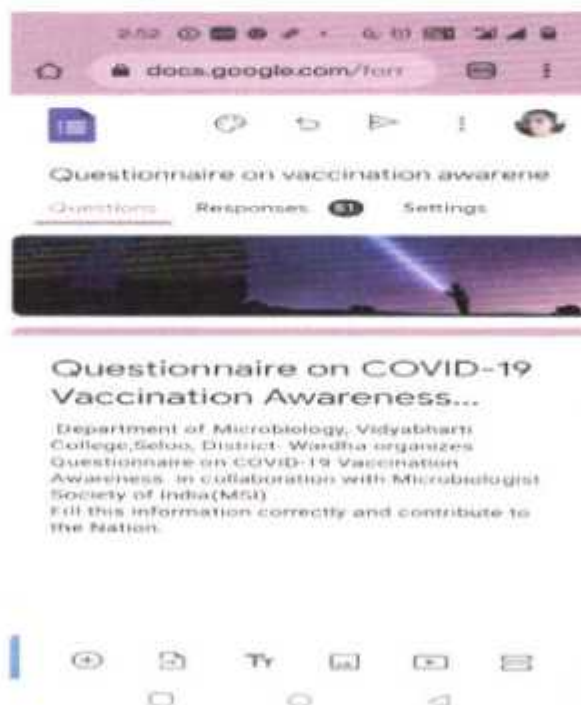 2:52
docs.google.com/forr
Questionnaire on vaccination awarene
Questions Responses 61 Settings
Questionnaire on COVID-19
Vaccination Awareness...
Department of Microbiology, Vidyabharti
College,Seloo, District- Wardha organizes
Questionnaire on COVID-19 Vaccination
Awareness in collaboration with Microbiologist
Society of India(MSI)
Fill this information correctly and contribute to
the Nation.
Tт